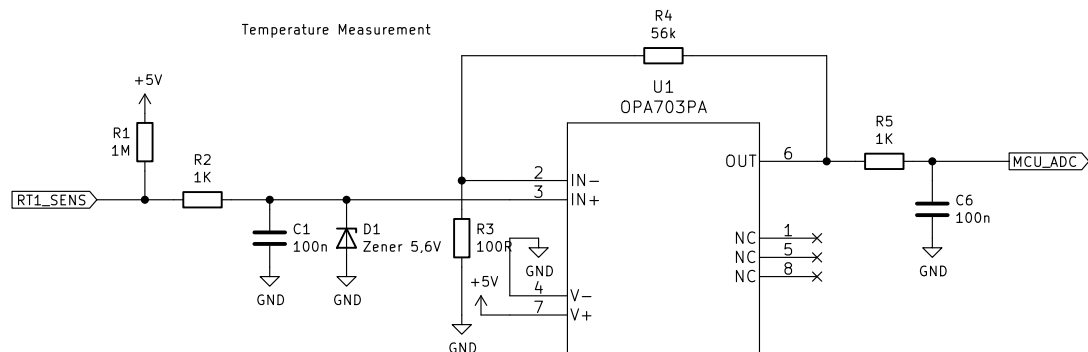 Temperature Measurement
R4
56k
U1
OPA703PA
+5V
R1
1M
R2
1K
R5
1K
RT1_SENS
MCU_ADC
2
IN-
3
IN+
OUT
6
C1
100n
D1
Zener 5,6V
R3
100R
C6
100n
NC
1
NC
5
NC
8
GND
GND
GND
GND
+5V
4
V-
7
V+
GND
GND